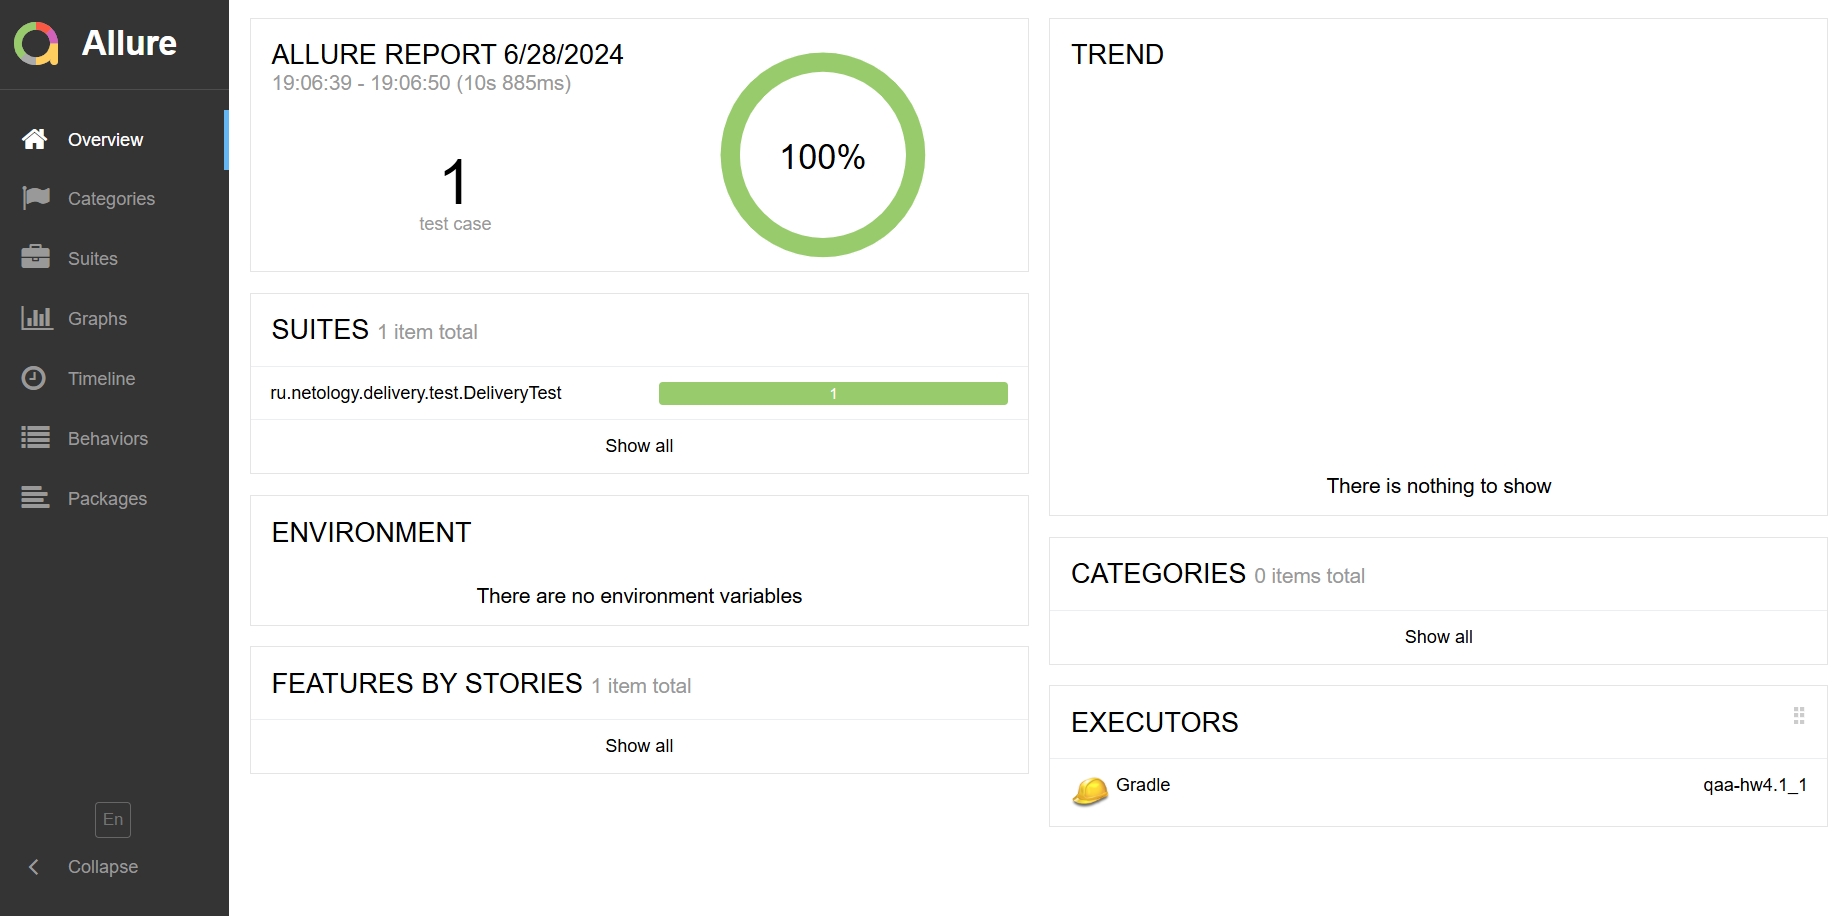 Allure
Overview
Categories
Suites
Graphs
Timeline
Behaviors
Packages
En
Collapse
ALLURE REPORT 6/28/2024
19:06:39 - 19:06:50 (10s 885ms)
1
test case
100%
SUITES 1 item total
ru.netology.delivery.test.DeliveryTest 1
Show all
ENVIRONMENT
There are no environment variables
FEATURES BY STORIES 1 item total
Show all
TREND
There is nothing to show
CATEGORIES 0 items total
Show all
EXECUTORS
Gradle qaa-hw4.1_1